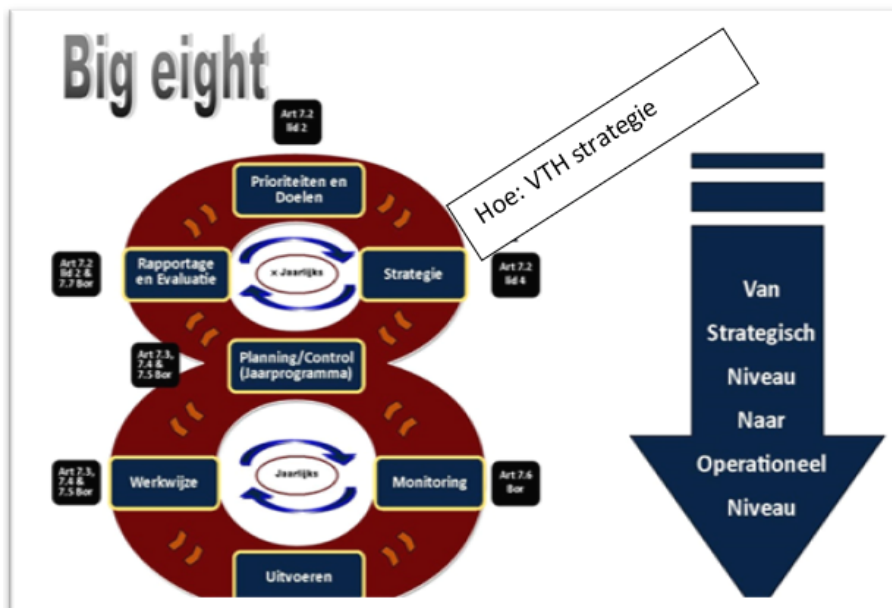 Big eight
Art 7.2
lid 2
Hoe: VTH strategie
Prioriteiten en
Doelen
Art 7.2
lid 2 &
7.7 Bor
Rapportage
en Evaluatie
x Jaarlijks
Strategie
Art 7.2
lid 4
Art 7.3,
7.4 &
7.5 Bor
Planning/Control
(Jaarprogramma)
Art 7.3,
7.4 &
7.5 Bor
Werkwijze
Jaarlijks
Monitoring
Art 7.6
Bor
Uitvoeren
Van
Strategisch
Niveau
Naar
Operationeel
Niveau